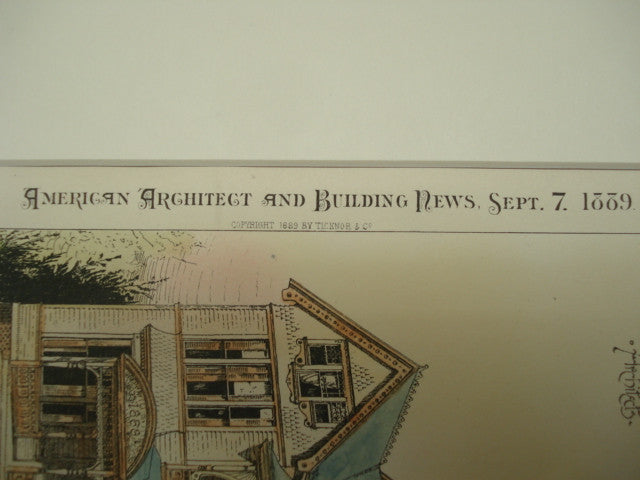 AMERICAN ARCHITECT AND BUILDING NEWS, SEPT. 7. 1889.
COPYRIGHT 1889 BY TICKNOR & CO